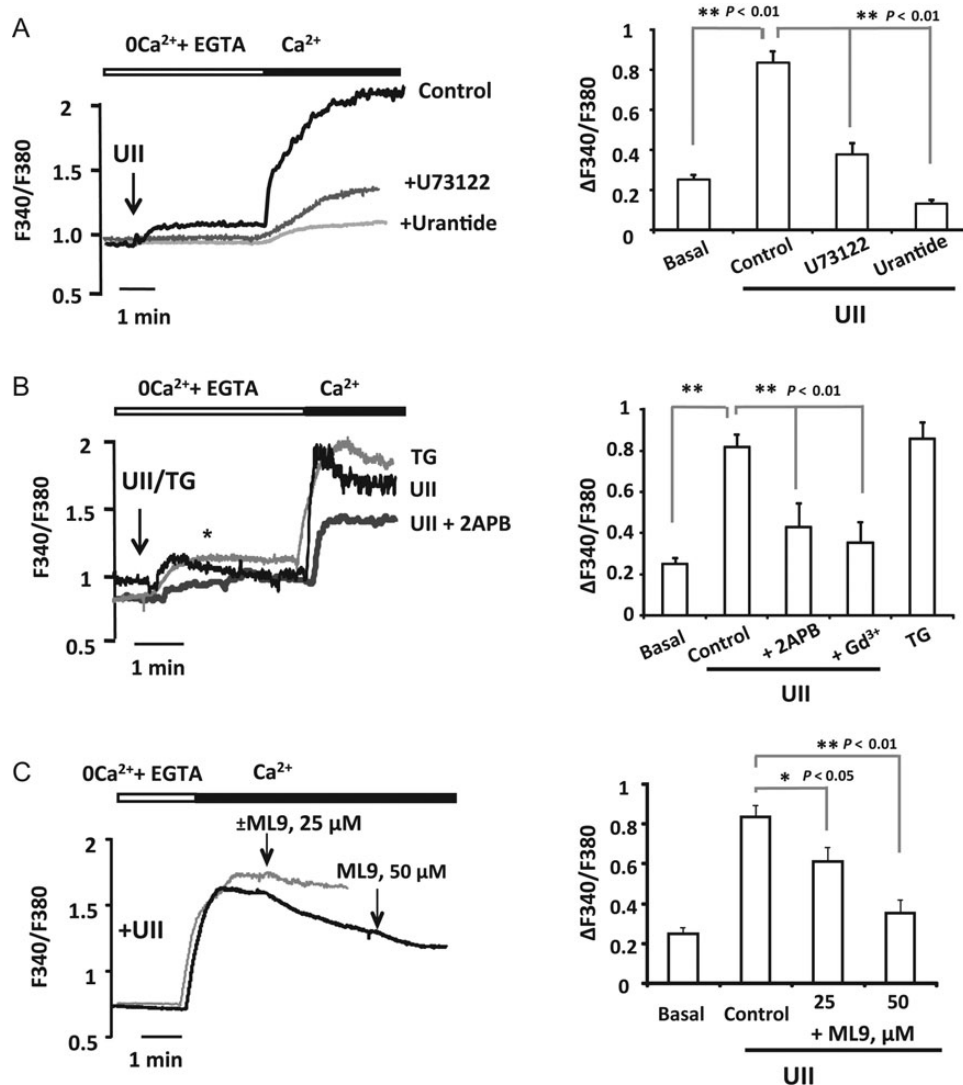 A
0Ca²⁺+ EGTA Ca²⁺
2
1.5
1.0
0.5
F340/F380
UII
Control
+U73122
+Urantide
1 min
** P < 0.01 ** P < 0.01
1
0.8
0.6
0.4
0.2
0
ΔF340/F380
Basal Control U73122 Urantide
UII
B
0Ca²⁺+ EGTA Ca²⁺
2
1.5
1
0.5
F340/F380
UII/TG
*
TG
UII
UII + 2APB
1 min
** ** P < 0.01
1
0.8
0.6
0.4
0.2
0
ΔF340/F380
Basal Control + 2APB + Gd³⁺ TG
UII
C
0Ca²⁺+ EGTA Ca²⁺
2
1.5
1
0.5
F340/F380
±ML9, 25 µM
ML9, 50 µM
+UII
1 min
** P < 0.01
* P < 0.05
1
0.8
0.6
0.4
0.2
0
ΔF340/F380
Basal Control 25 50
+ ML9, µM
UII